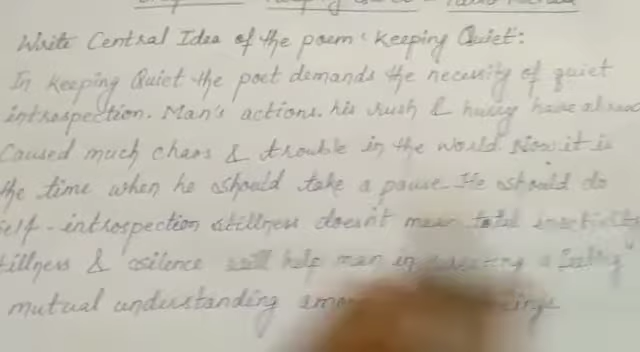 Write Central Idea of the poem 'Keeping Quiet:
In Keeping Quiet the poet demands the necessity of quiet
introspection. Man's actions. his rush & hurry have
Caused much chaos & trouble in the world. Now it is
the time when he should take a pause. He should do
self-introspection stillness doesn't mean total
& silence will help man in a
mutual understanding